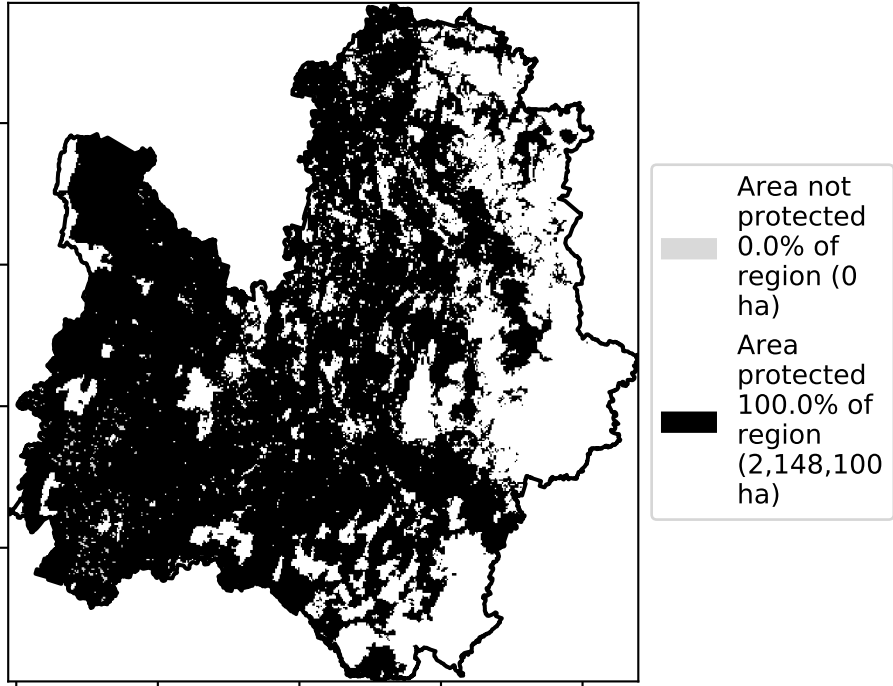 Area not
protected
0.0% of
region (0
ha)
Area
protected
100.0% of
region
(2,148,100
ha)